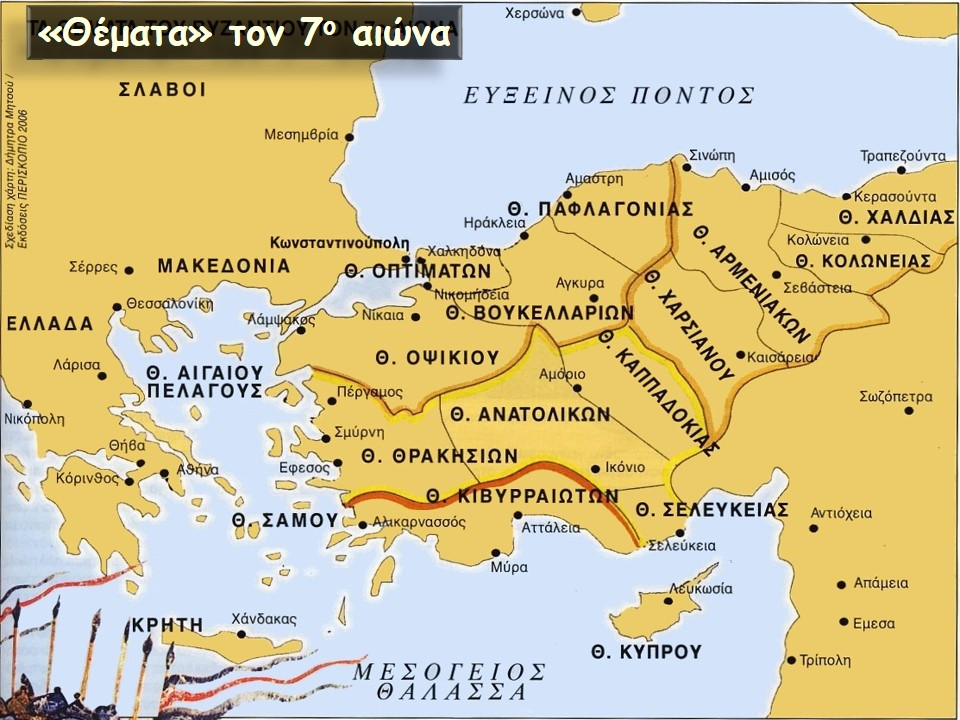 «Θέματα» τον 7ο αιώνα
Χερσώνα
ΣΛΑΒΟΙ
ΕΥΞΕΙΝΟΣ ΠΟΝΤΟΣ
Σχεδίαση χάρτη: Δήμητρα Μητσού /
Εκδόσεις ΠΕΡΙΣΚΟΠΙΟ 2006
Μεσημβρία
Σινώπη
Τραπεζούντα
Αμαστρη
Αμισός
Κερασούντα
Θ. ΠΑΦΛΑΓΟΝΙΑΣ
Θ. ΧΑΛΔΙΑΣ
Ηράκλεια
Κωνσταντινούπολη
Χαλκηδόνα
Θ. ΑΡΜΕΝΙΑΚΩΝ
Κολώνεια
Θ. ΚΟΛΩΝΕΙΑΣ
Σέρρες
ΜΑΚΕΔΟΝΙΑ
Θ. ΟΠΤΙΜΑΤΩΝ
Σεβάστεια
Νικομήδεια
Αγκυρα
Θ. ΧΑΡΣΙΑΝΟΥ
Θεσσαλονίκη
Λάμψακος
Νίκαια
Θ. ΒΟΥΚΕΛΛΑΡΙΩΝ
ΕΛΛΑΔΑ
Θ. ΟΨΙΚΙΟΥ
Θ. ΚΑΠΠΑΔΟΚΙΑΣ
Καισάρεια
Λάρισα
Θ. ΑΙΓΑΙΟΥ
ΠΕΛΑΓΟΥΣ
Αμόριο
Πέργαμος
Σωζόπετρα
Νικόπολη
Θ. ΑΝΑΤΟΛΙΚΩΝ
Σμύρνη
Θήβα
Θ. ΘΡΑΚΗΣΙΩΝ
Κόρινθος
Αθήνα
Εφεσος
Ικόνιο
Θ. ΚΙΒΥΡΡΑΙΩΤΩΝ
Θ. ΣΕΛΕΥΚΕΙΑΣ
Θ. ΣΑΜΟΥ
Αλικαρνασσός
Αττάλεια
Αντιόχεια
Σελεύκεια
Μύρα
Λευκωσία
Απάμεια
ΚΡΗΤΗ
Χάνδακας
Εμεσα
Θ. ΚΥΠΡΟΥ
Τρίπολη
ΜΕΣΟΓΕΙΟΣ
ΘΑΛΑΣΣΑ